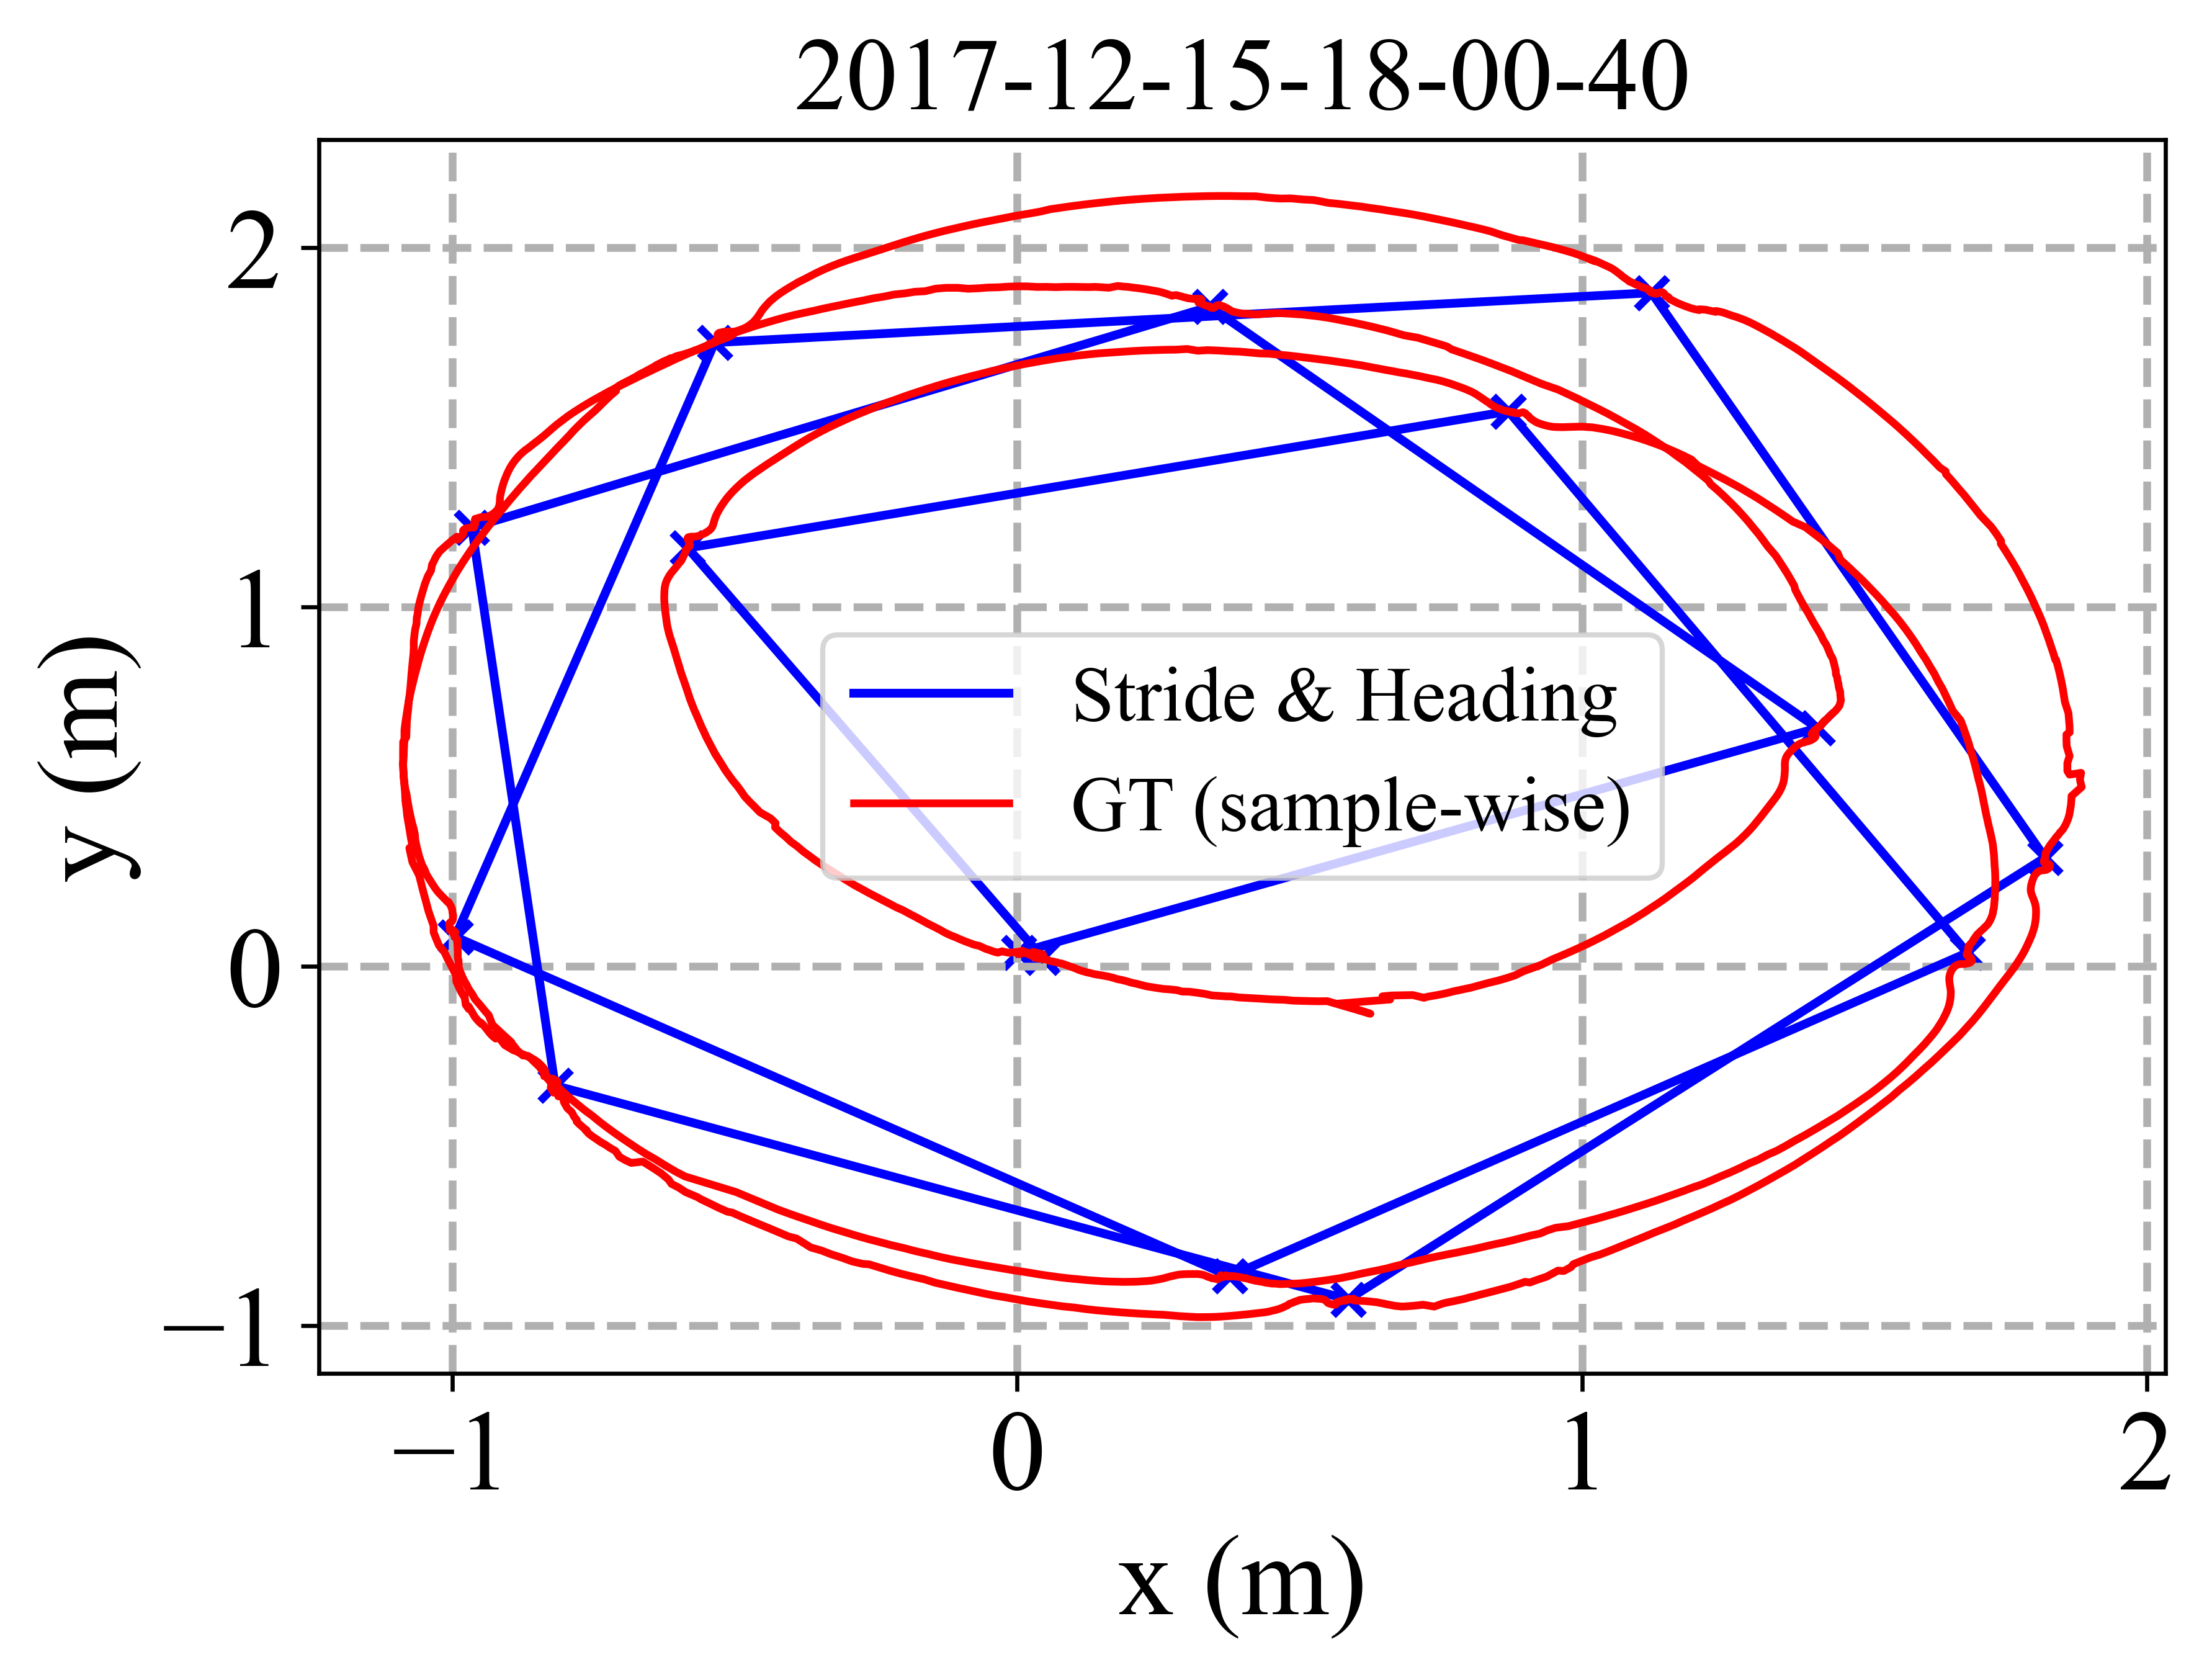 2017-12-15-18-00-40
y (m)
2
1
0
−1
Stride & Heading
GT (sample-wise)
−1 0 1 2
x (m)